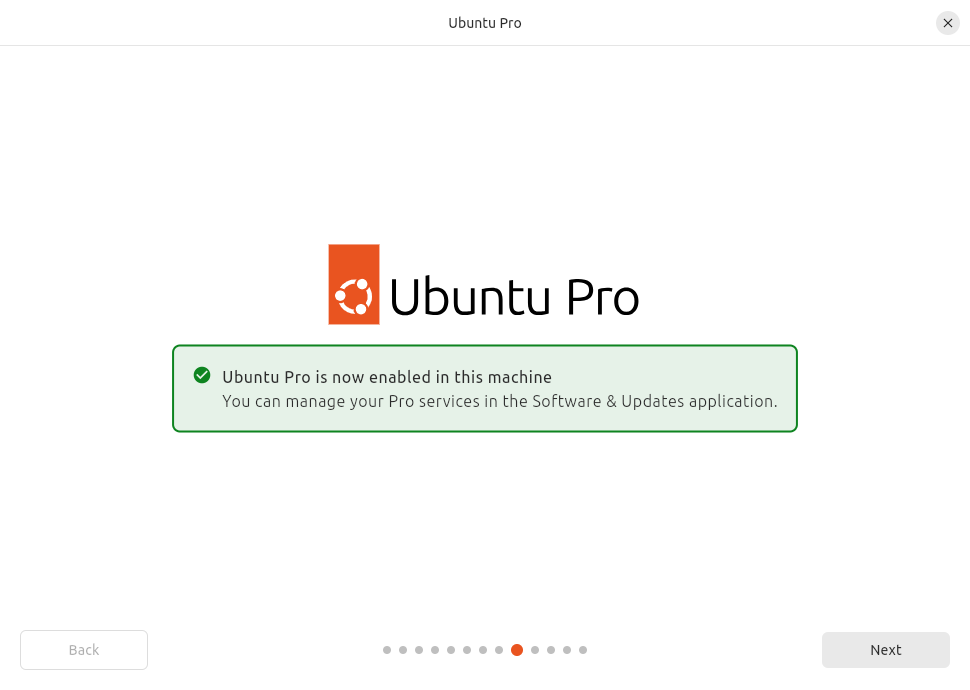 Ubuntu Pro
Ubuntu Pro
Ubuntu Pro is now enabled in this machine
You can manage your Pro services in the Software & Updates application.
Back
Next